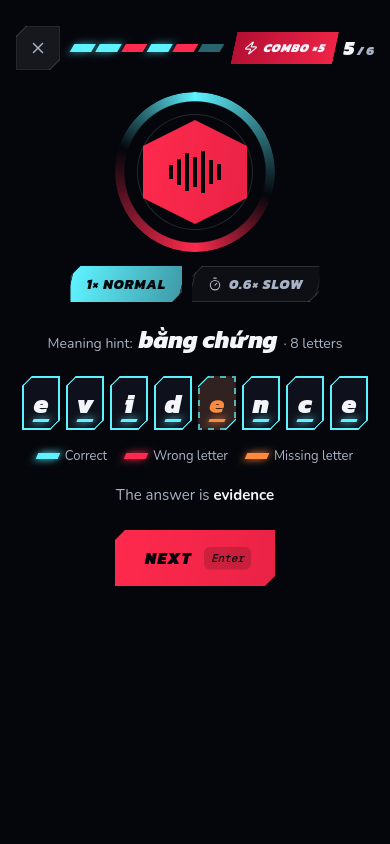 COMBO ×5 5 / 6
1× NORMAL 0.6× SLOW
Meaning hint: bằng chứng · 8 letters
e v i d e n c e
Correct Wrong letter Missing letter
The answer is evidence
NEXT Enter